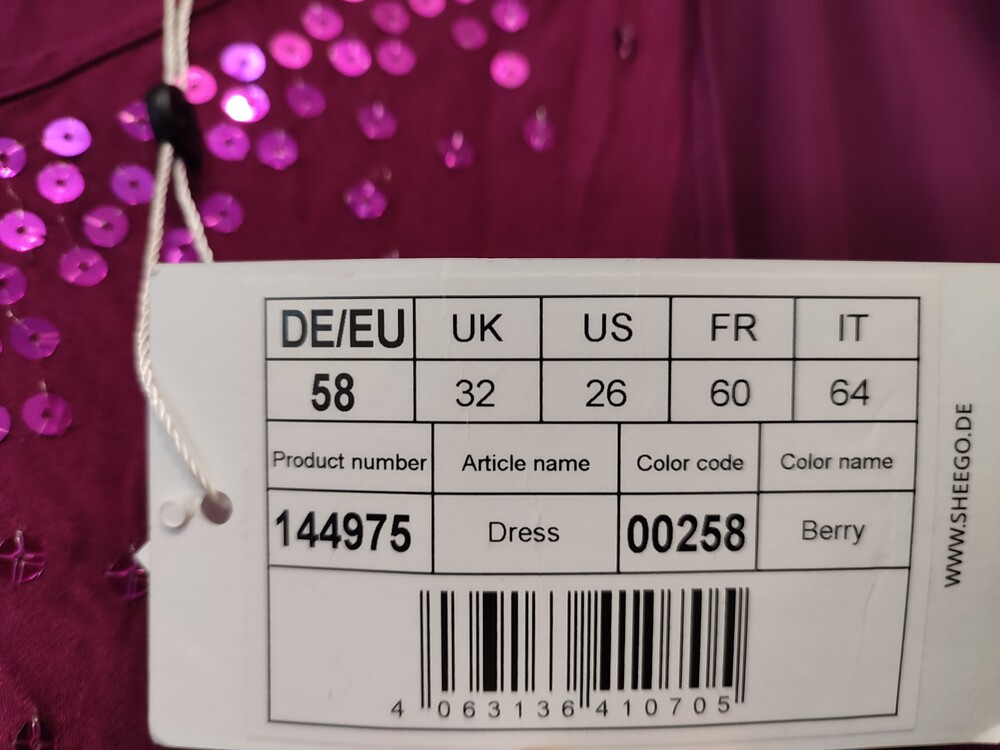 DE/EU UK US FR IT
58 32 26 60 64
Product number Article name Color code Color name
144975 Dress 00258 Berry
4 063136 410705
WWW.SHEEGO.DE